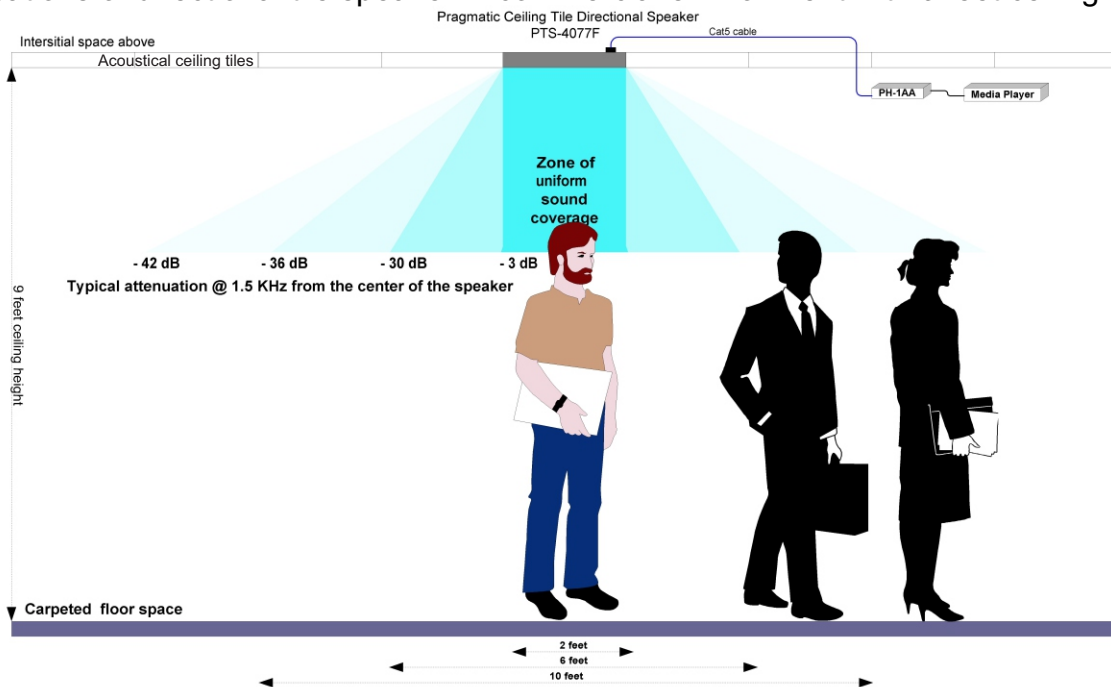 Pragmatic Ceiling Tile Directional Speaker
PTS-4077F
Cat5 cable
Intersitial space above
Acoustical ceiling tiles
PH-1AA
Media Player
Zone of
uniform
sound
coverage
- 42 dB
- 36 dB
- 30 dB
- 3 dB
Typical attenuation @ 1.5 KHz from the center of the speaker
9 feet ceiling height
Carpeted floor space
2 feet
6 feet
10 feet